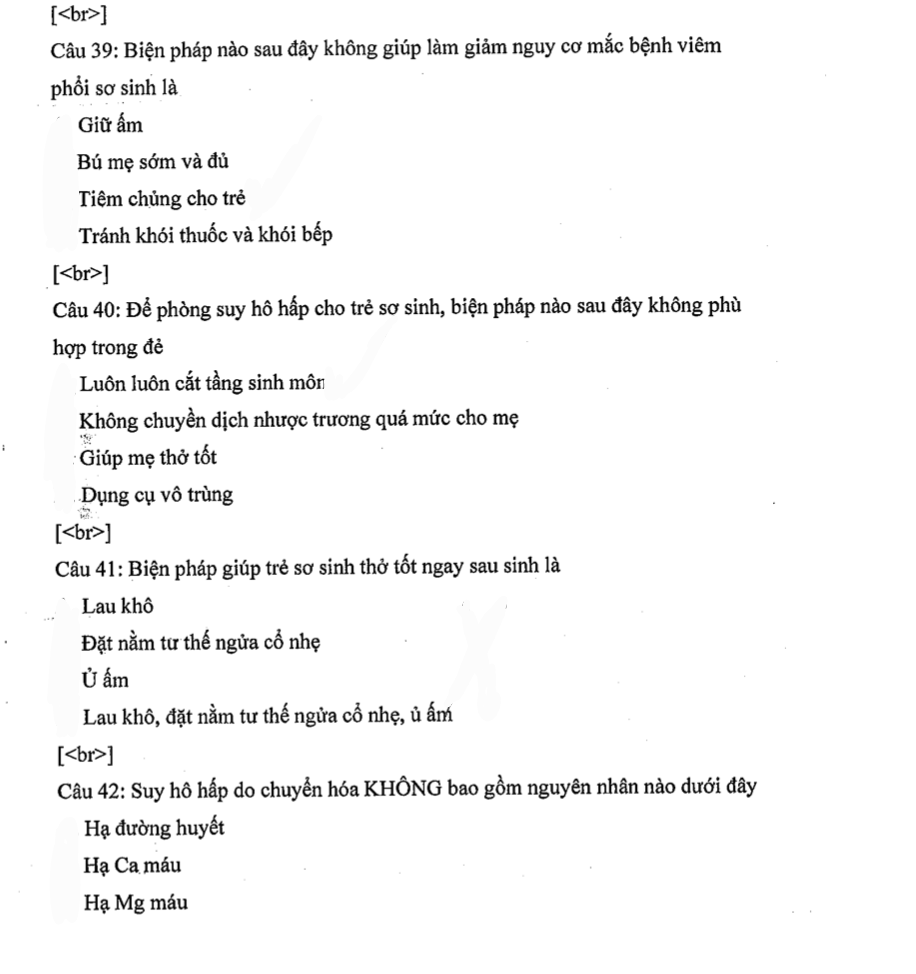 [<br>]
Câu 39: Biện pháp nào sau đây không giúp làm giảm nguy cơ mắc bệnh viêm
phổi sơ sinh là
Giữ ấm
Bú mẹ sớm và đủ
Tiêm chủng cho trẻ
Tránh khói thuốc và khói bếp
[<br>]
Câu 40: Để phòng suy hô hấp cho trẻ sơ sinh, biện pháp nào sau đây không phù
hợp trong đẻ
Luôn luôn cắt tầng sinh môn
Không chuyền dịch nhược trương quá mức cho mẹ
Giúp mẹ thở tốt
Dụng cụ vô trùng
[<br>]
Câu 41: Biện pháp giúp trẻ sơ sinh thở tốt ngay sau sinh là
Lau khô
Đặt nằm tư thế ngửa cổ nhẹ
Ủ ấm
Lau khô, đặt nằm tư thế ngửa cổ nhẹ, ủ ấm
[<br>]
Câu 42: Suy hô hấp do chuyển hóa KHÔNG bao gồm nguyên nhân nào dưới đây
Hạ đường huyết
Hạ Ca máu
Hạ Mg máu